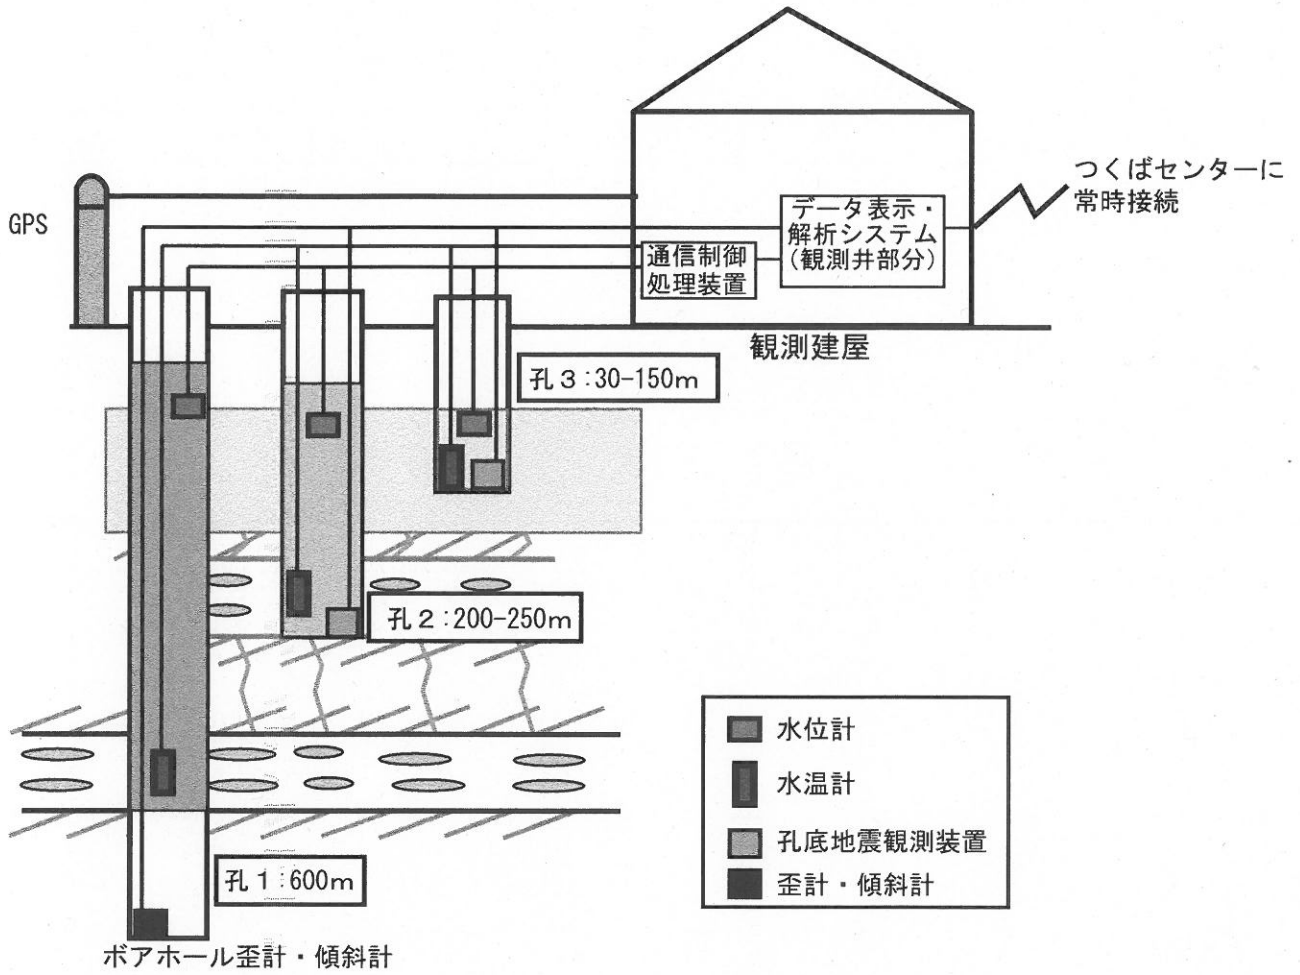 つくばセンターに
常時接続
GPS
データ表示・
解析システム
(観測井部分)
通信制御
処理装置
観測建屋
孔3:30-150m
孔2:200-250m
水位計
水温計
孔底地震観測装置
歪計・傾斜計
孔1:600m
ボアホール歪計・傾斜計